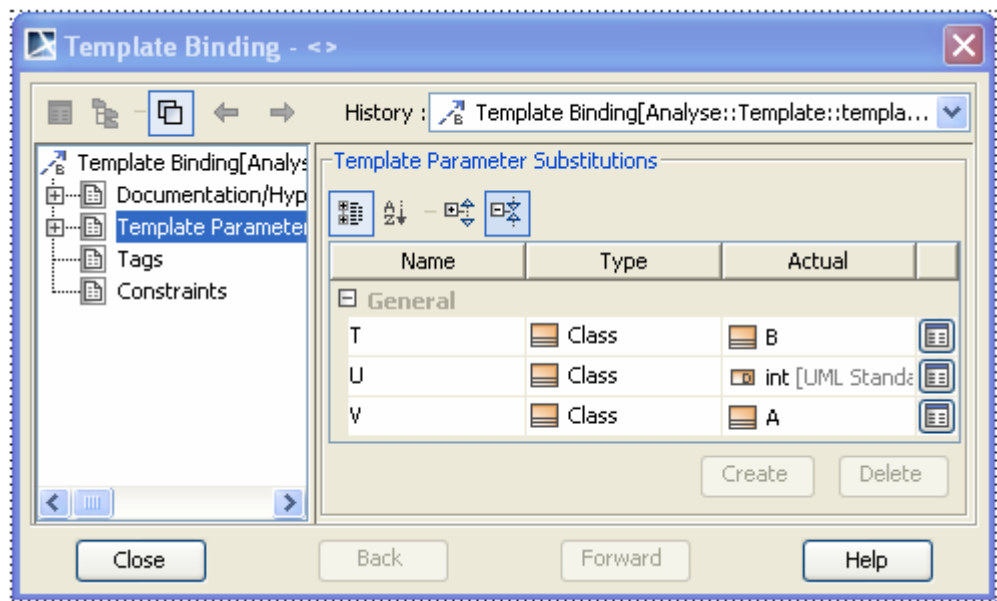 Template Binding - <>
History : Template Binding[Analyse::Template::templa...
Template Binding[Analys
Documentation/Hyp
Template Parameter
Tags
Constraints
Template Parameter Substitutions
Name Type Actual
General
T Class B
U Class int [UML Standa
V Class A
Create Delete
Close Back Forward Help